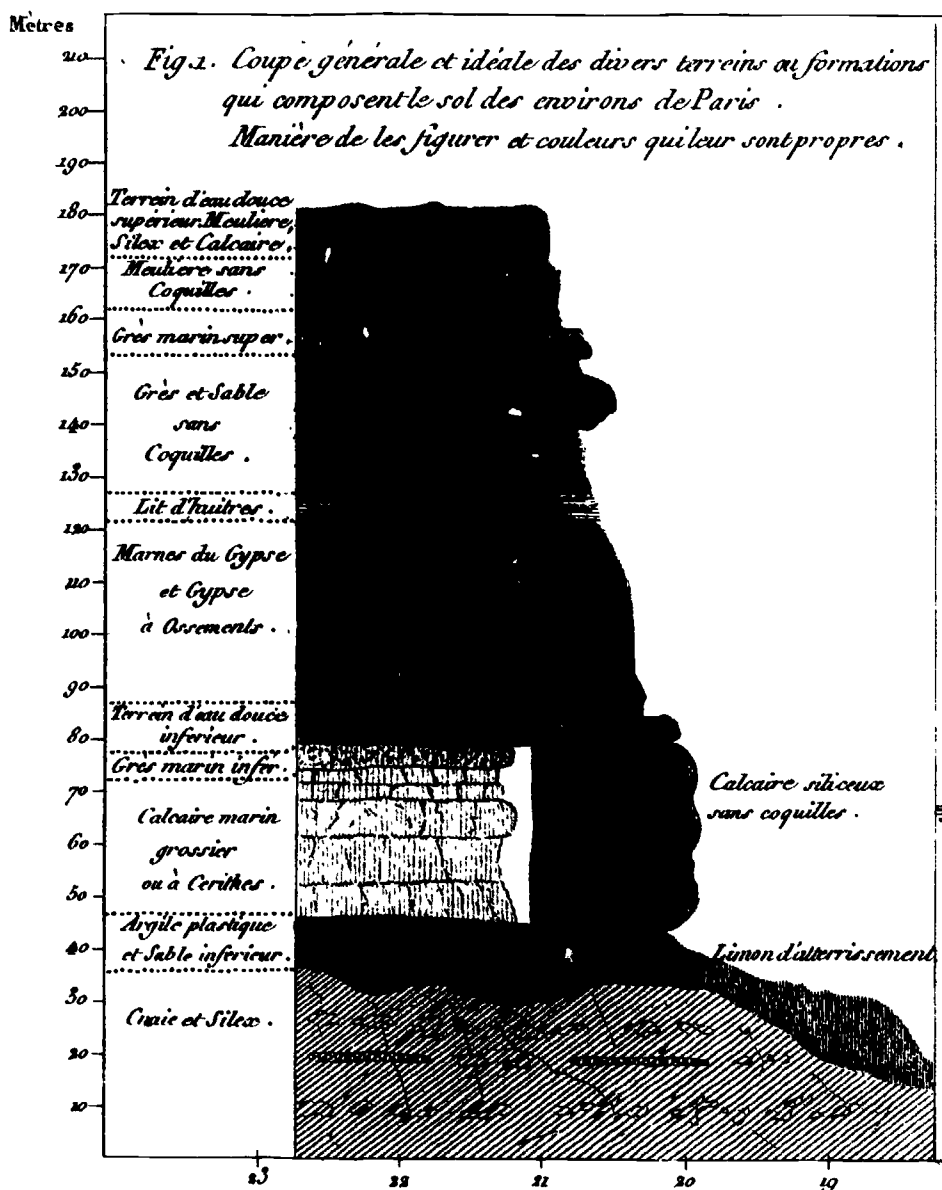 Mètres
Fig.1. Coupe générale et idéale des divers terreins ou formations
qui composent le sol des environs de Paris .
Manière de les figurer et couleurs qui leur sont propres .
210
200
190
180
170
160
150
140
130
120
110
100
90
80
70
60
50
40
30
20
10
Terrein d'eau douce
supérieur. Meuliere,
Silex et Calcaire.
Meuliere sans
Coquilles .
Grès marin super .
Grès et Sable
sans
Coquilles .
Lit d'huitres .
Marnes du Gypse
et Gypse
à Ossements .
Terrein d'eau douce
inferieur .
Grès marin infér .
Calcaire marin
grossier
ou à Cerithes .
Argile plastique
et Sable inférieur .
Craie et Silex .
Calcaire siliceux
sans coquilles .
Limon d'atterrissement
23
22
21
20
19